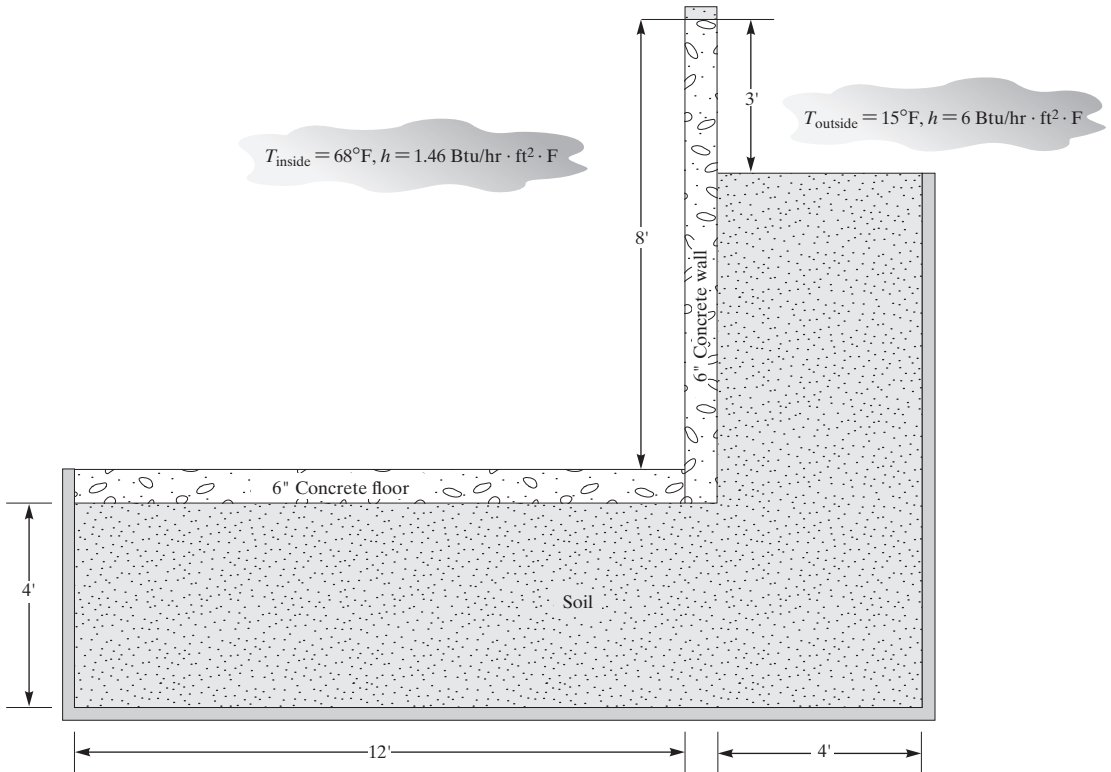 3'
T_outside = 15°F, h = 6 Btu/hr · ft² · F
T_inside = 68°F, h = 1.46 Btu/hr · ft² · F
8'
6" Concrete wall
6" Concrete floor
4'
Soil
12'
4'